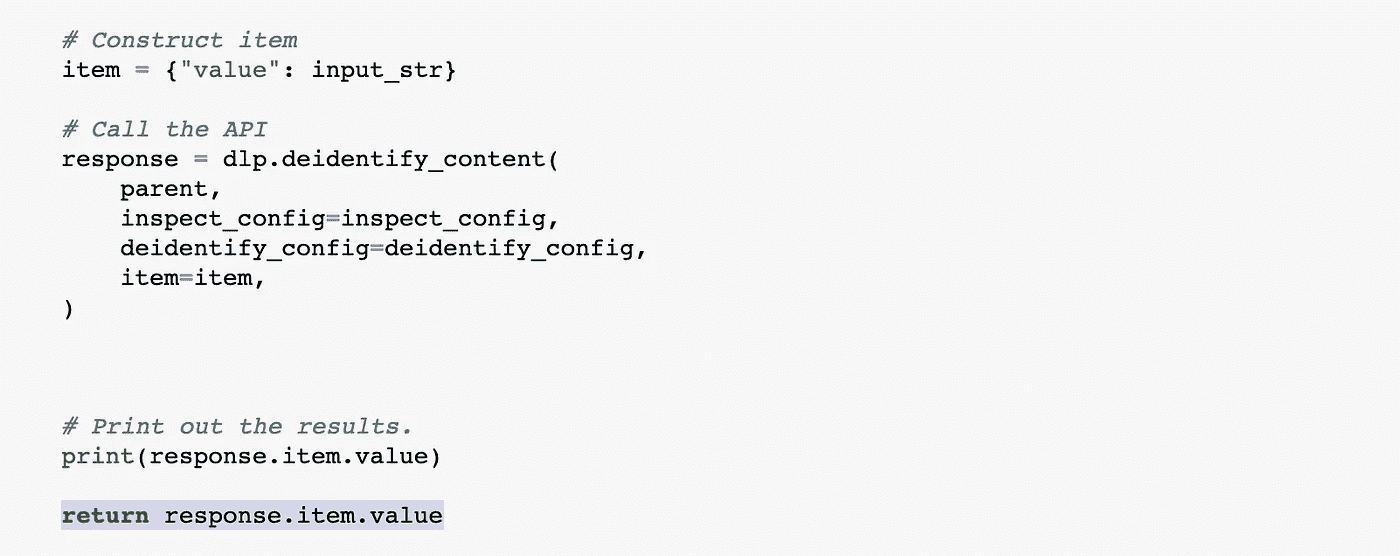 # Construct item
item = {"value": input_str}
# Call the API
response = dlp.deidentify_content(
    parent,
    inspect_config=inspect_config,
    deidentify_config=deidentify_config,
    item=item,
)
# Print out the results.
print(response.item.value)
return response.item.value